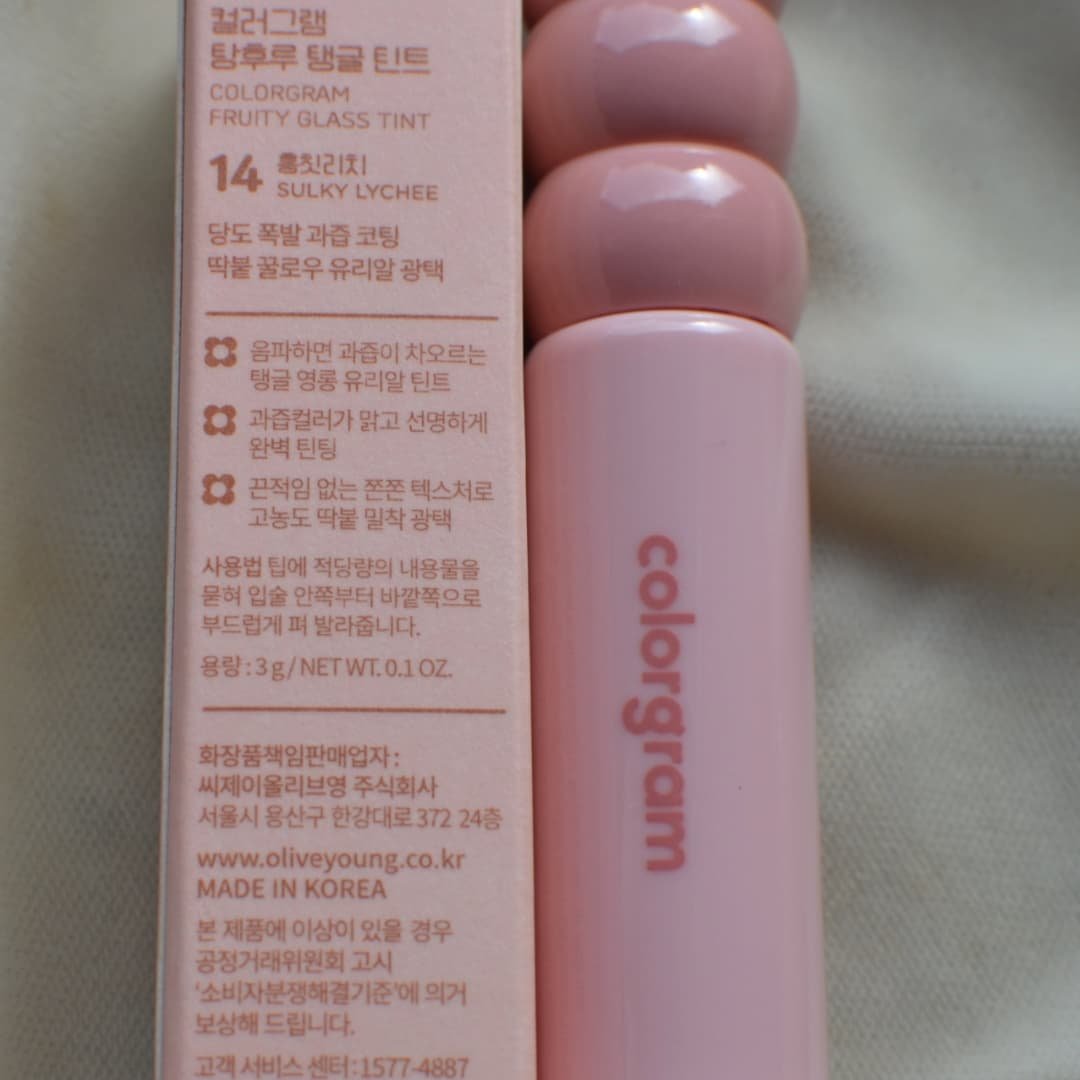 컬러그램
탕후루 탱글 틴트
COLORGRAM
FRUITY GLASS TINT
14 흥칫리치
SULKY LYCHEE
당도 폭발 과즙 코팅
딱붙 꿀로우 유리알 광택
음파하면 과즙이 차오르는
탱글 영롱 유리알 틴트
과즙컬러가 맑고 선명하게
완벽 틴팅
끈적임 없는 쫀쫀 텍스처로
고농도 딱붙 밀착 광택
사용법 팁에 적당량의 내용물을
묻혀 입술 안쪽부터 바깥쪽으로
부드럽게 펴 발라줍니다.
용량 : 3 g / NET WT. 0.1 OZ.
화장품책임판매업자 :
씨제이올리브영 주식회사
서울시 용산구 한강대로 372 24층
www.oliveyoung.co.kr
MADE IN KOREA
본 제품에 이상이 있을 경우
공정거래위원회 고시
'소비자분쟁해결기준'에 의거
보상해 드립니다.
고객 서비스 센터 : 1577-4887
colorgram